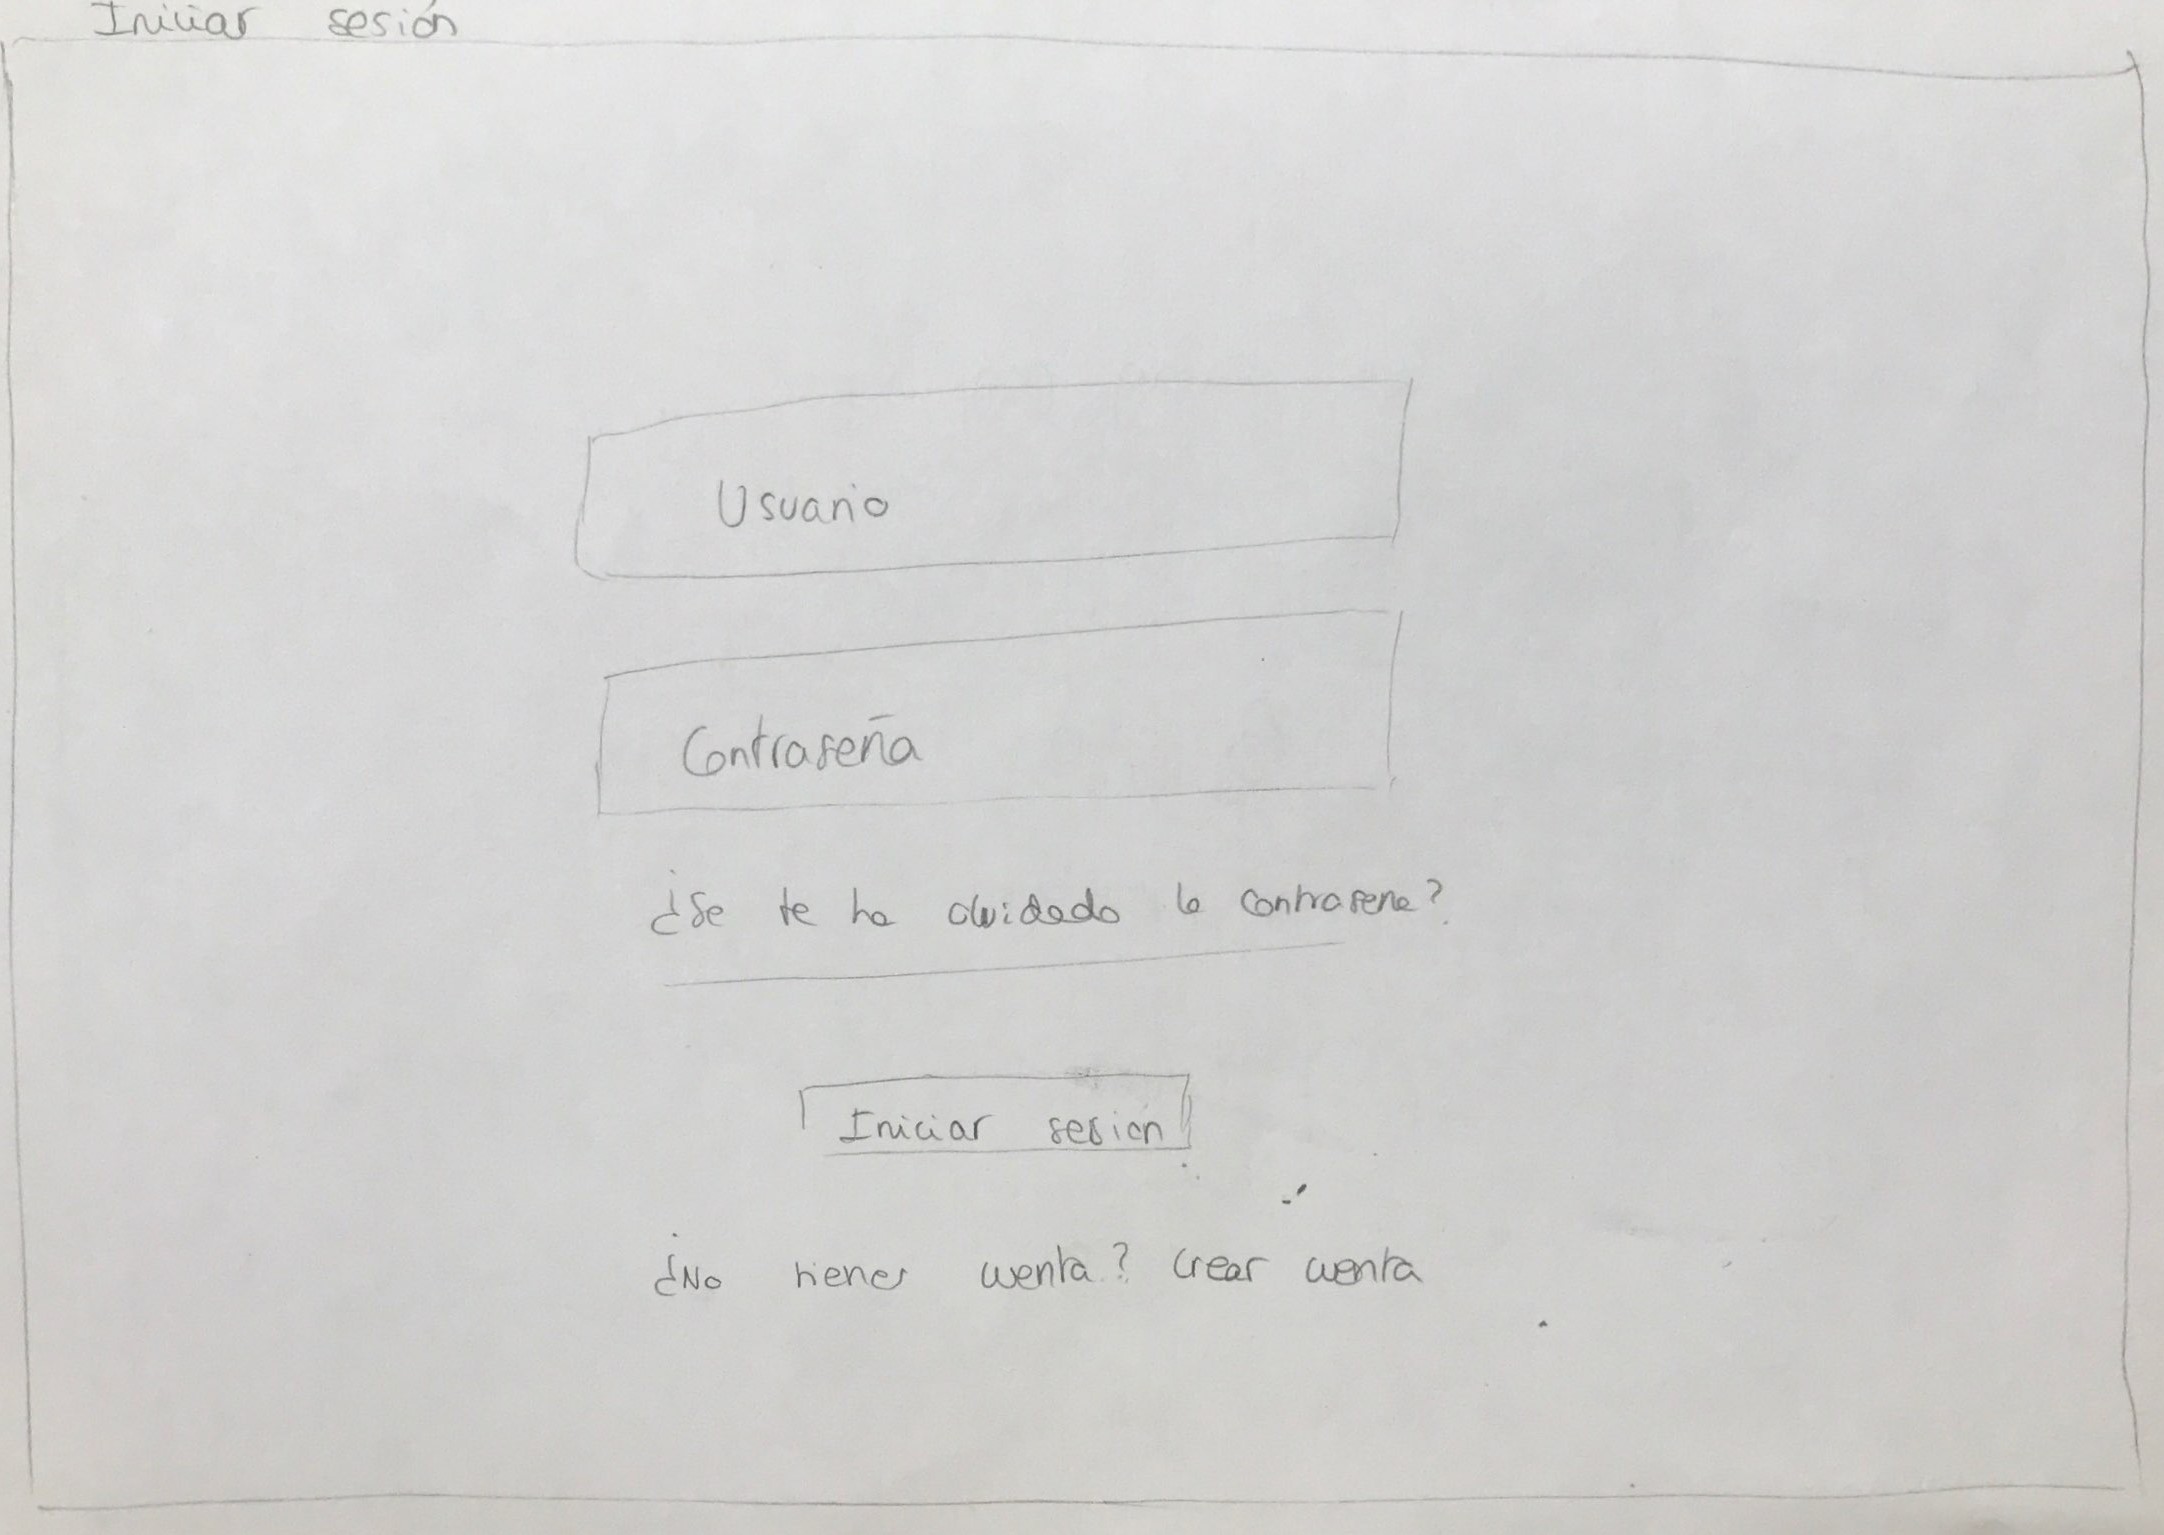 Iniciar sesión
Usuario
Contraseña
¿Se te ha olvidado la contraseña?
Iniciar sesion
¿No tienes cuenta? Crear cuenta